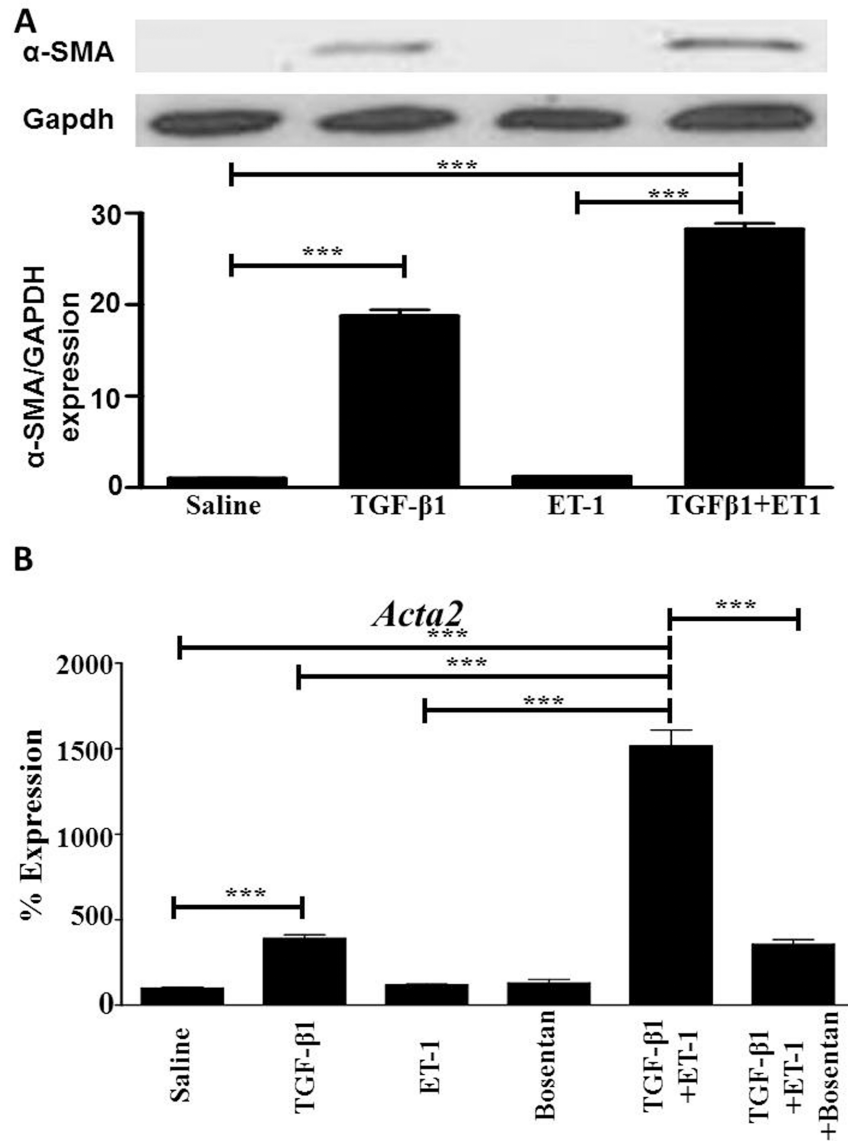 A
α-SMA
Gapdh
***
***
***
30
20
10
0
α-SMA/GAPDH
expression
Saline TGF-β1 ET-1 TGFβ1+ET1
B
Acta2
***
***
***
***
***
2000
1500
1000
500
0
% Expression
Saline
TGF-β1
ET-1
Bosentan
TGF-β1
+ET-1
TGF-β1
+ET-1
+Bosentan